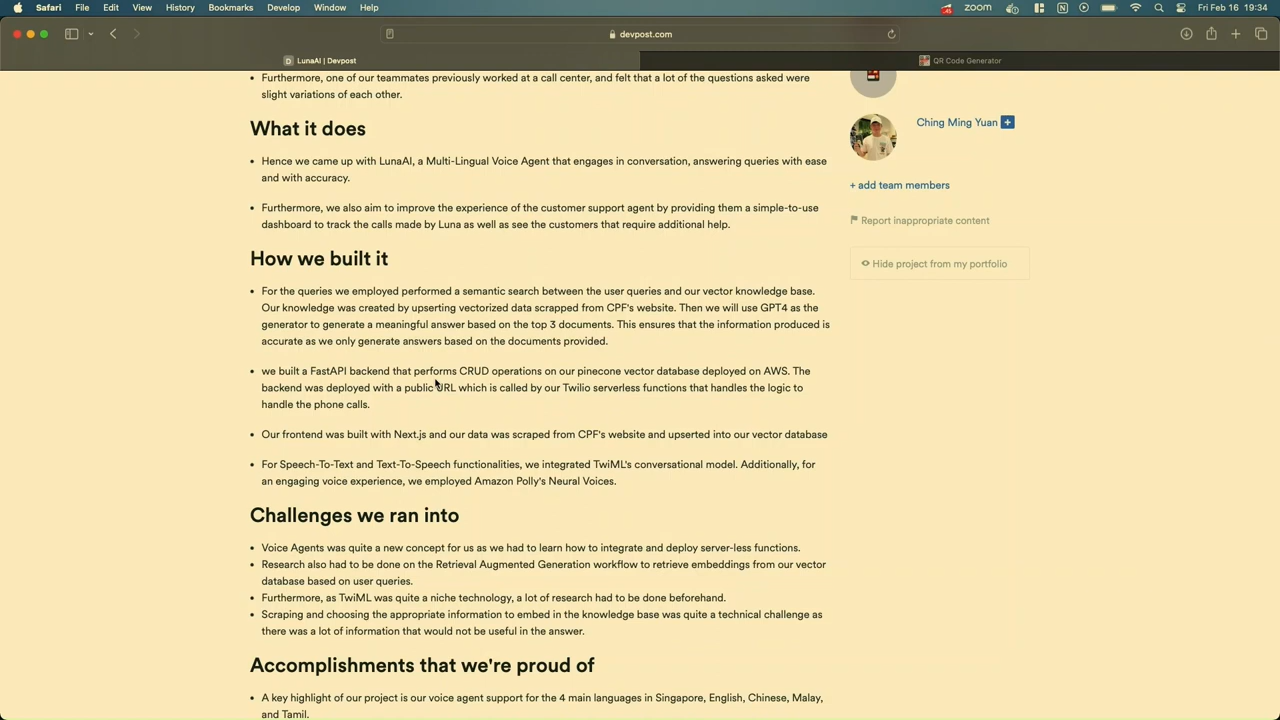 Safari File Edit View History Bookmarks Develop Window Help
zoom Fri Feb 16 19:34
devpost.com
D LunaAI | Devpost
QR Code Generator
• Furthermore, one of our teammates previously worked at a call center, and felt that a lot of the questions asked were
slight variations of each other.
What it does
• Hence we came up with LunaAI, a Multi-Lingual Voice Agent that engages in conversation, answering queries with ease
and with accuracy.
• Furthermore, we also aim to improve the experience of the customer support agent by providing them a simple-to-use
dashboard to track the calls made by Luna as well as see the customers that require additional help.
How we built it
• For the queries we employed performed a semantic search between the user queries and our vector knowledge base.
Our knowledge was created by upserting vectorized data scrapped from CPF's website. Then we will use GPT4 as the
generator to generate a meaningful answer based on the top 3 documents. This ensures that the information produced is
accurate as we only generate answers based on the documents provided.
• we built a FastAPI backend that performs CRUD operations on our pinecone vector database deployed on AWS. The
backend was deployed with a public URL which is called by our Twilio serverless functions that handles the logic to
handle the phone calls.
• Our frontend was built with Next.js and our data was scraped from CPF's website and upserted into our vector database
• For Speech-To-Text and Text-To-Speech functionalities, we integrated TwiML's conversational model. Additionally, for
an engaging voice experience, we employed Amazon Polly's Neural Voices.
Challenges we ran into
• Voice Agents was quite a new concept for us as we had to learn how to integrate and deploy server-less functions.
• Research also had to be done on the Retrieval Augmented Generation workflow to retrieve embeddings from our vector
database based on user queries.
• Furthermore, as TwiML was quite a niche technology, a lot of research had to be done beforehand.
• Scraping and choosing the appropriate information to embed in the knowledge base was quite a technical challenge as
there was a lot of information that would not be useful in the answer.
Accomplishments that we're proud of
• A key highlight of our project is our voice agent support for the 4 main languages in Singapore, English, Chinese, Malay,
and Tamil.
Ching Ming Yuan
+ add team members
Report inappropriate content
Hide project from my portfolio